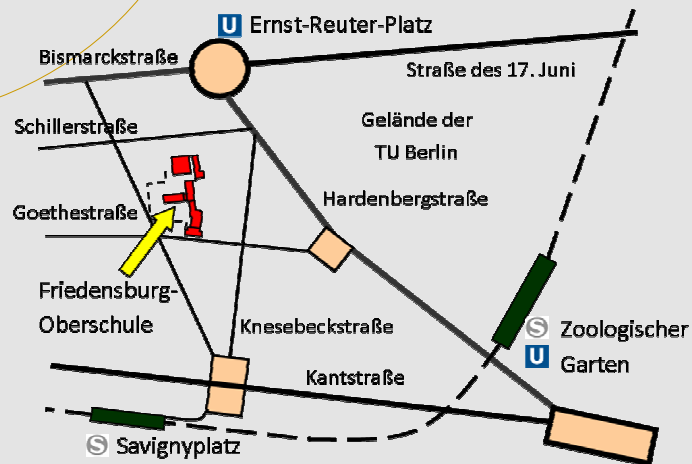 U Ernst-Reuter-Platz
Bismarckstraße
Straße des 17. Juni
Schillerstraße
Gelände der
TU Berlin
Hardenbergstraße
Goethestraße
Friedensburg-
Oberschule
Knesebeckstraße
S Zoologischer
U Garten
Kantstraße
S Savignyplatz